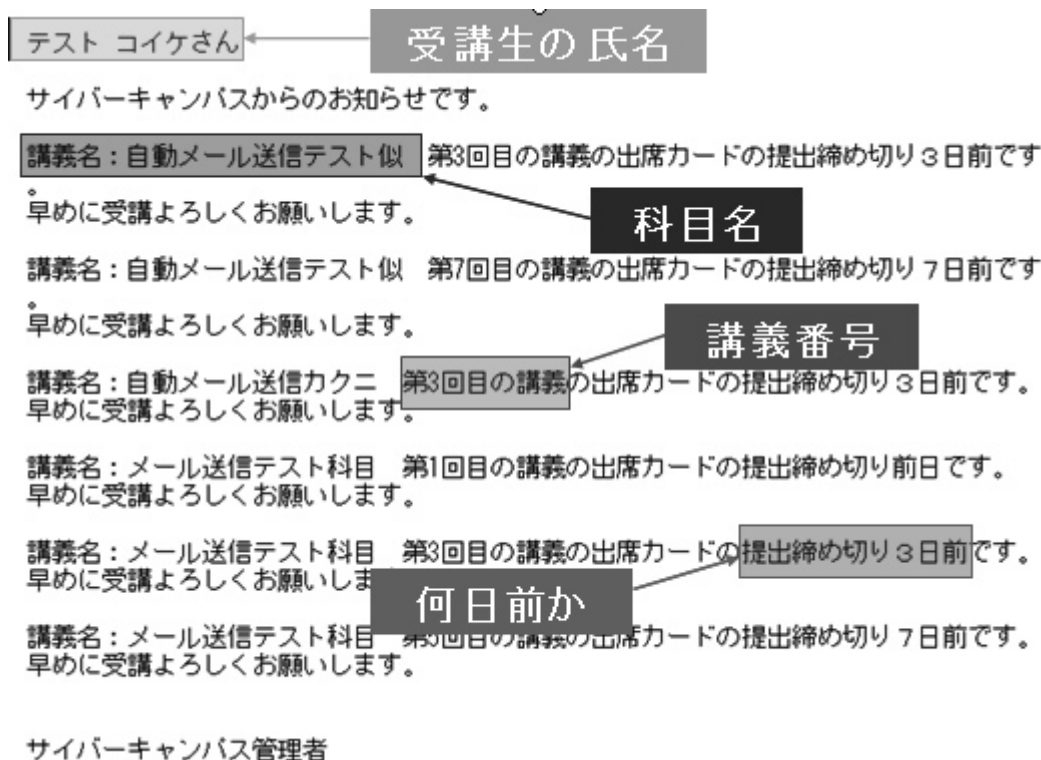 テスト コイケさん
受講生の氏名
サイバーキャンパスからのお知らせです。
講義名:自動メール送信テスト似 第3回目の講義の出席カードの提出締め切り3日前です
。
早めに受講よろしくお願いします。
科目名
講義名:自動メール送信テスト似 第7回目の講義の出席カードの提出締め切り7日前です
。
早めに受講よろしくお願いします。
講義番号
講義名:自動メール送信カクニ 第3回目の講義の出席カードの提出締め切り3日前です。
早めに受講よろしくお願いします。
講義名:メール送信テスト科目 第1回目の講義の出席カードの提出締め切り前日です。
早めに受講よろしくお願いします。
講義名:メール送信テスト科目 第3回目の講義の出席カードの提出締め切り3日前です。
早めに受講よろしくお願いしま
何日前か
講義名:メール送信テスト科目 回目の講義の出席カードの提出締め切り7日前です。
早めに受講よろしくお願いします。
サイバーキャンパス管理者